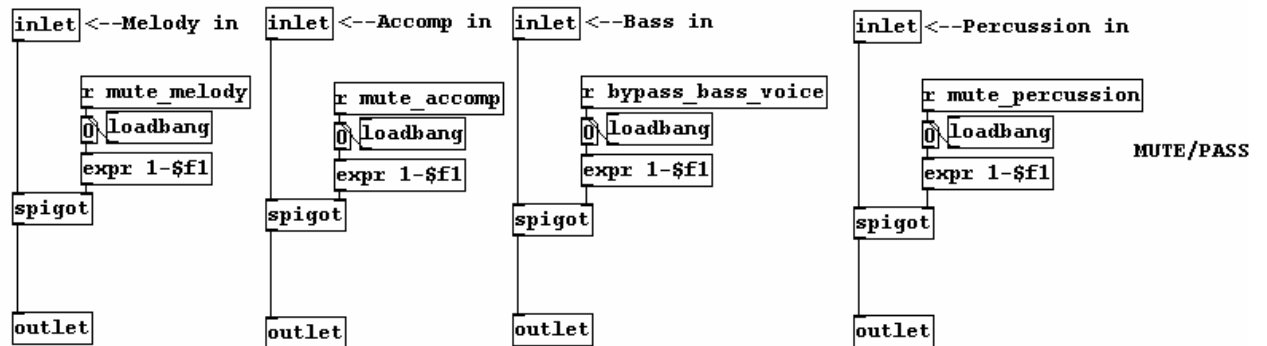 inlet <--Melody in
inlet <--Accomp in
inlet <--Bass in
inlet <--Percussion in
r mute_melody
r mute_accomp
r bypass_bass_voice
r mute_percussion
0 loadbang
0 loadbang
0 loadbang
0 loadbang
MUTE/PASS
expr 1-$f1
expr 1-$f1
expr 1-$f1
expr 1-$f1
spigot
spigot
spigot
spigot
outlet
outlet
outlet
outlet